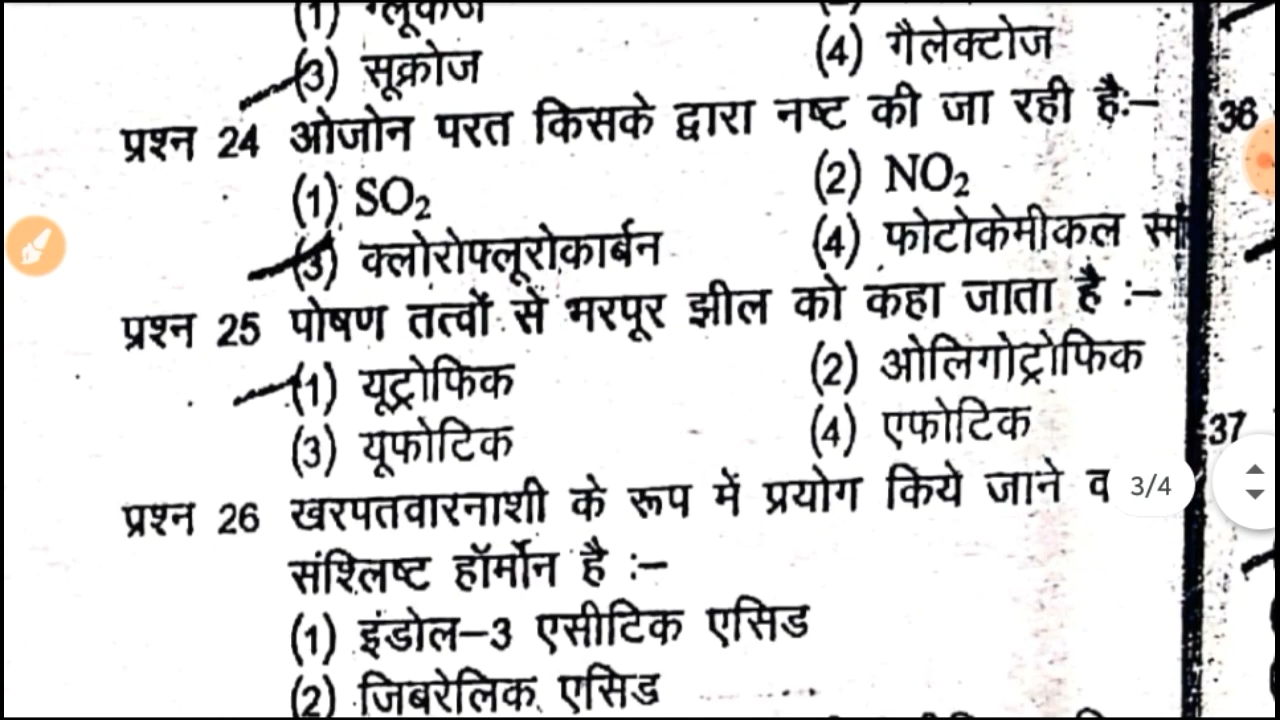 (1) ग्लूकोज
(3) सूक्रोज
(4) गैलेक्टोज
प्रश्न 24 ओजोन परत किसके द्वारा नष्ट की जा रही हैः–
(1) SO₂
(2) NO₂
(3) क्लोरोफ्लूरोकार्बन
(4) फोटोकेमीकल
प्रश्न 25 पोषण तत्वों से भरपूर झील को कहा जाता है :–
(1) यूट्रोफिक
(2) ओलिगोट्रोफिक
(3) यूफोटिक
(4) एफोटिक
प्रश्न 26 खरपतवारनाशी के रूप में प्रयोग किये जाने
संश्लिष्ट हॉर्मोन है :–
(1) इंडोल–3 एसीटिक एसिड
(2) जिबरेलिक एसिड
36
37
3/4